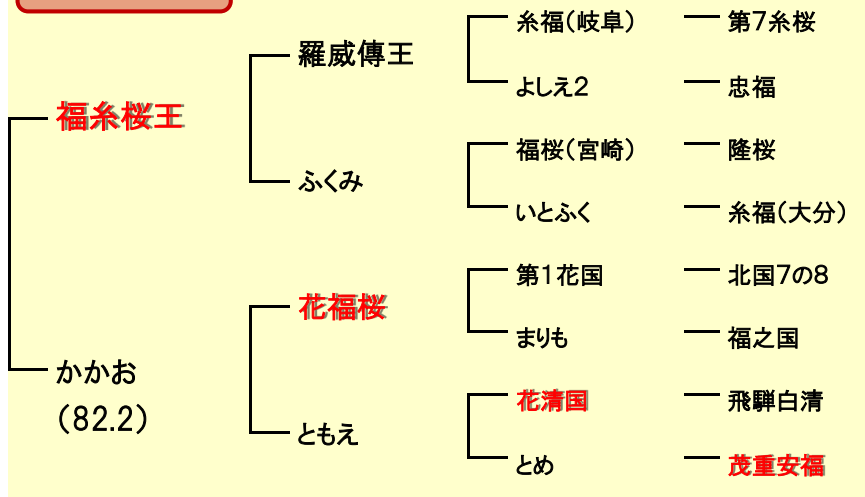 福糸桜王
かかお
(82.2)
羅威傳王
ふくみ
花福桜
ともえ
糸福(岐阜)
よしえ2
福桜(宮崎)
いとふく
第1花国
まりも
花清国
とめ
第7糸桜
忠福
隆桜
糸福(大分)
北国7の8
福之国
飛騨白清
茂重安福